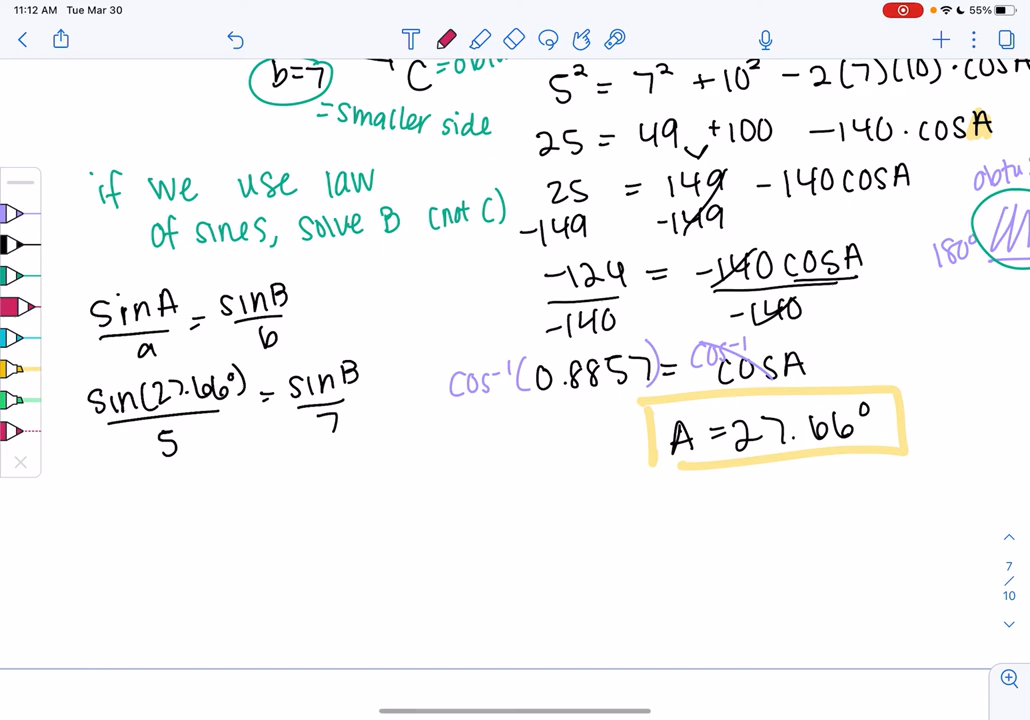 11:12 AM Tue Mar 30
55%
b=7
C
= smaller side
if we use law
of sines, solve B (not C)
sinA/a = sinB/b
sin(27.66°)/5 = sinB/7
5² = 7² + 10² - 2(7)(10) · cosA
25 = 49 + 100 - 140 · cosA
25 = 149 - 140cosA
-149 -149
-124 = -140 cosA
-140 -140
cos⁻¹(0.8857) = cos⁻¹ cosA
A = 27.66°
180°
7
/
10